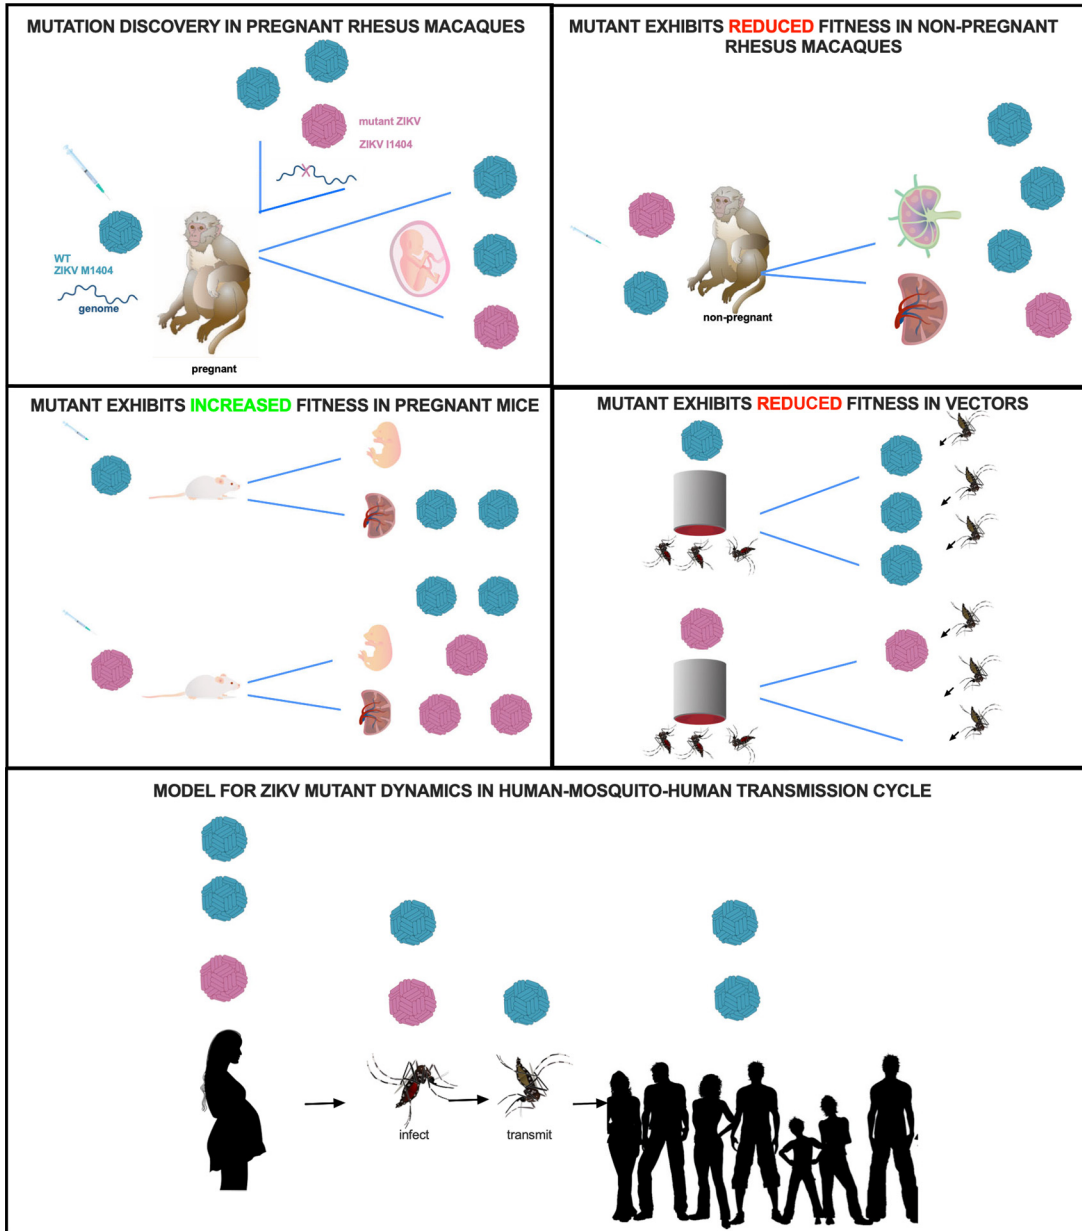 MUTATION DISCOVERY IN PREGNANT RHESUS MACAQUES
mutant ZIKV
ZIKV I1404
WT
ZIKV M1404
genome
pregnant
MUTANT EXHIBITS REDUCED FITNESS IN NON-PREGNANT
RHESUS MACAQUES
non-pregnant
MUTANT EXHIBITS INCREASED FITNESS IN PREGNANT MICE
MUTANT EXHIBITS REDUCED FITNESS IN VECTORS
MODEL FOR ZIKV MUTANT DYNAMICS IN HUMAN-MOSQUITO-HUMAN TRANSMISSION CYCLE
infect
transmit